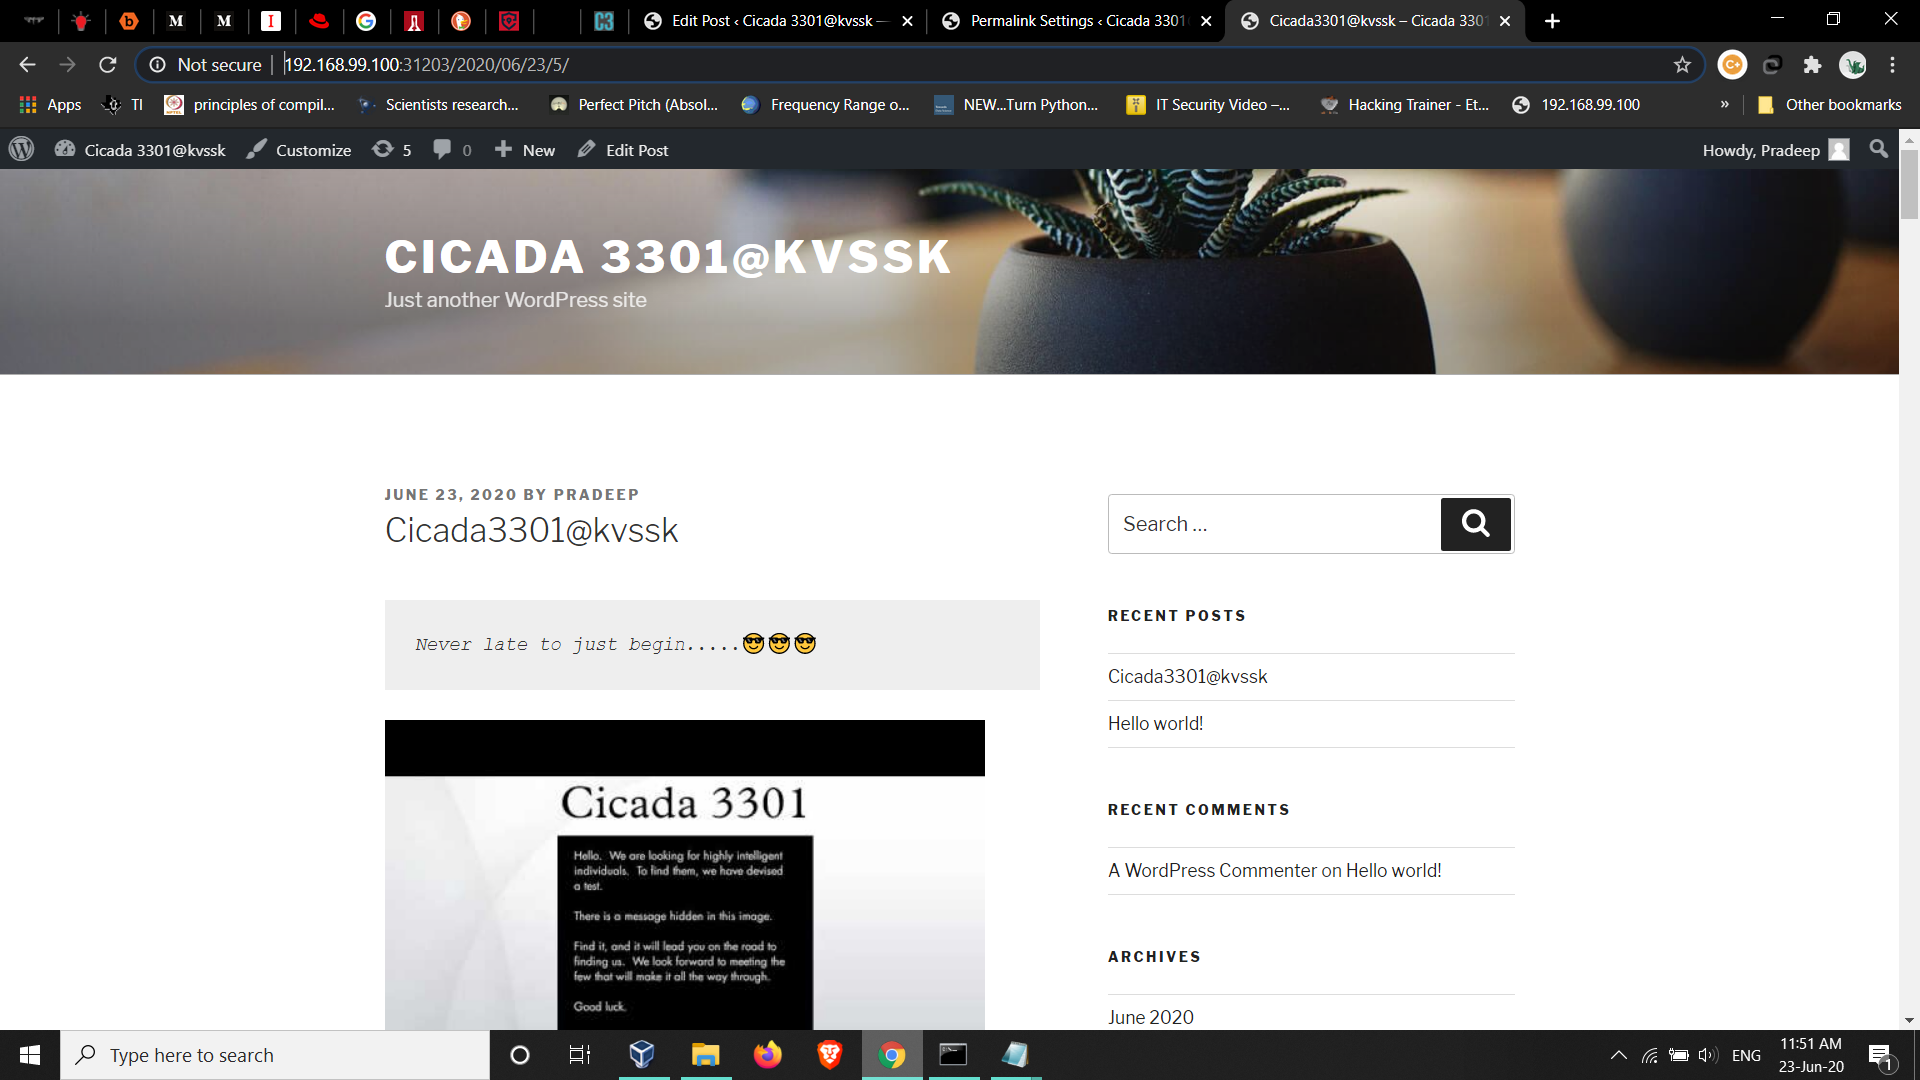 Edit Post ‹ Cicada 3301@kvssk —
Permalink Settings ‹ Cicada 3301
Cicada3301@kvssk – Cicada 3301
Not secure | 192.168.99.100:31203/2020/06/23/5/
Apps
TI
principles of compil...
Scientists research...
Perfect Pitch (Absol...
Frequency Range o...
NEW...Turn Python...
IT Security Video –...
Hacking Trainer - Et...
192.168.99.100
»
Other bookmarks
Cicada 3301@kvssk
Customize
5
0
New
Edit Post
Howdy, Pradeep
CICADA 3301@KVSSK
Just another WordPress site
JUNE 23, 2020 BY PRADEEP
Cicada3301@kvssk
Never late to just begin.....😎😎😎
Cicada 3301
Hello. We are looking for highly intelligent
individuals. To find them, we have devised
a test.
There is a message hidden in this image.
Find it, and it will lead you on the road to
finding us. We look forward to meeting the
few that will make it all the way through.
Good luck.
Search …
RECENT POSTS
Cicada3301@kvssk
Hello world!
RECENT COMMENTS
A WordPress Commenter on Hello world!
ARCHIVES
June 2020
Type here to search
ENG
11:51 AM
23-Jun-20
1